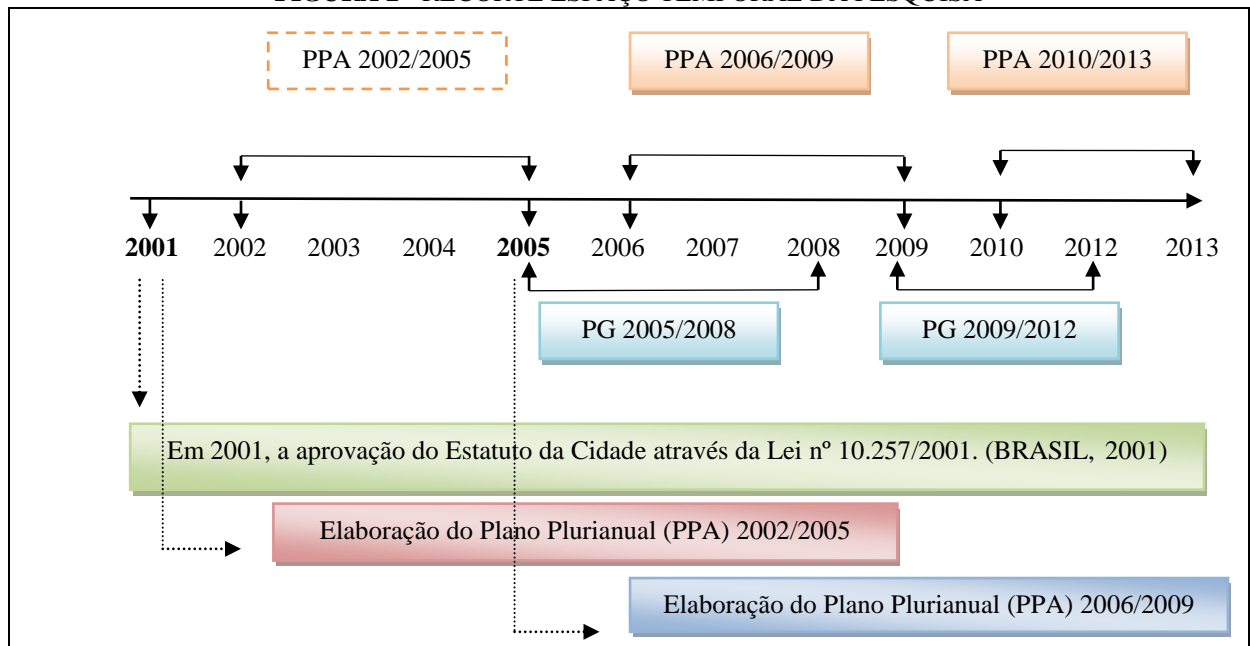 PPA 2002/2005 PPA 2006/2009 PPA 2010/2013
2001 2002 2003 2004 2005 2006 2007 2008 2009 2010 2012 2013
PG 2005/2008 PG 2009/2012
Em 2001, a aprovação do Estatuto da Cidade através da Lei nº 10.257/2001. (BRASIL, 2001)
Elaboração do Plano Plurianual (PPA) 2002/2005
Elaboração do Plano Plurianual (PPA) 2006/2009